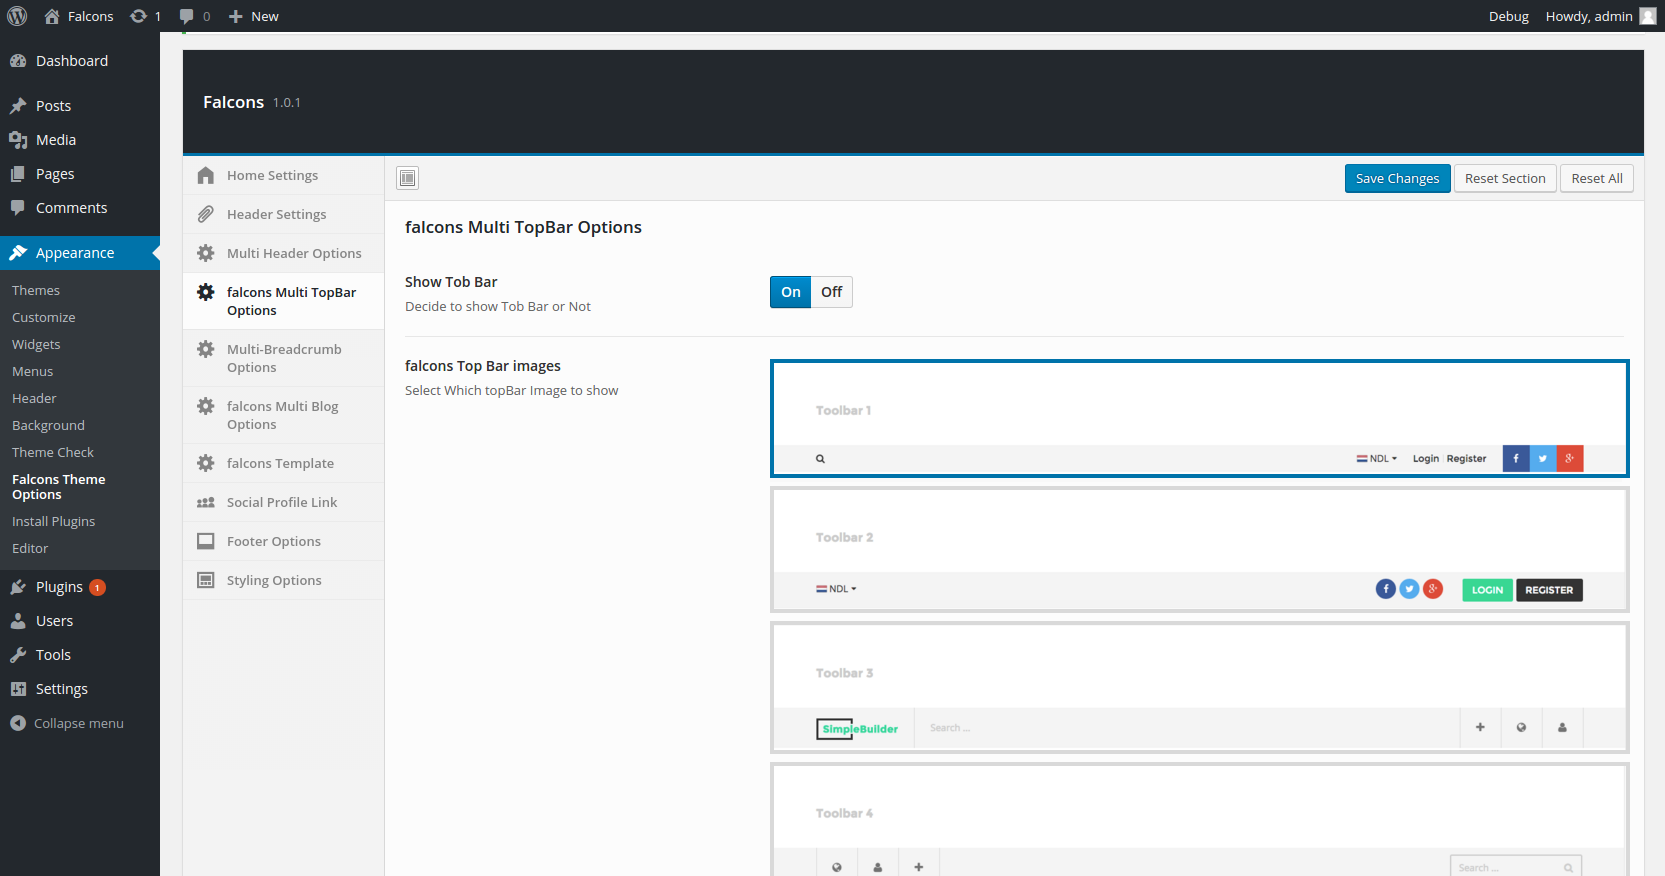 Falcons 1 0 New Debug Howdy, admin
Dashboard
Posts
Media
Pages
Comments
Appearance
Themes
Customize
Widgets
Menus
Header
Background
Theme Check
Falcons Theme
Options
Install Plugins
Editor
Plugins 1
Users
Tools
Settings
Collapse menu
Falcons 1.0.1
Home Settings
Header Settings
Multi Header Options
falcons Multi TopBar
Options
Multi-Breadcrumb
Options
falcons Multi Blog
Options
falcons Template
Social Profile Link
Footer Options
Styling Options
Save Changes Reset Section Reset All
falcons Multi TopBar Options
Show Tob Bar
Decide to show Tob Bar or Not
On Off
falcons Top Bar images
Select Which topBar Image to show
Toolbar 1
NDL Login Register f g+
Toolbar 2
NDL f g+ LOGIN REGISTER
Toolbar 3
SimpleBuilder Search ...
Toolbar 4
Search ...